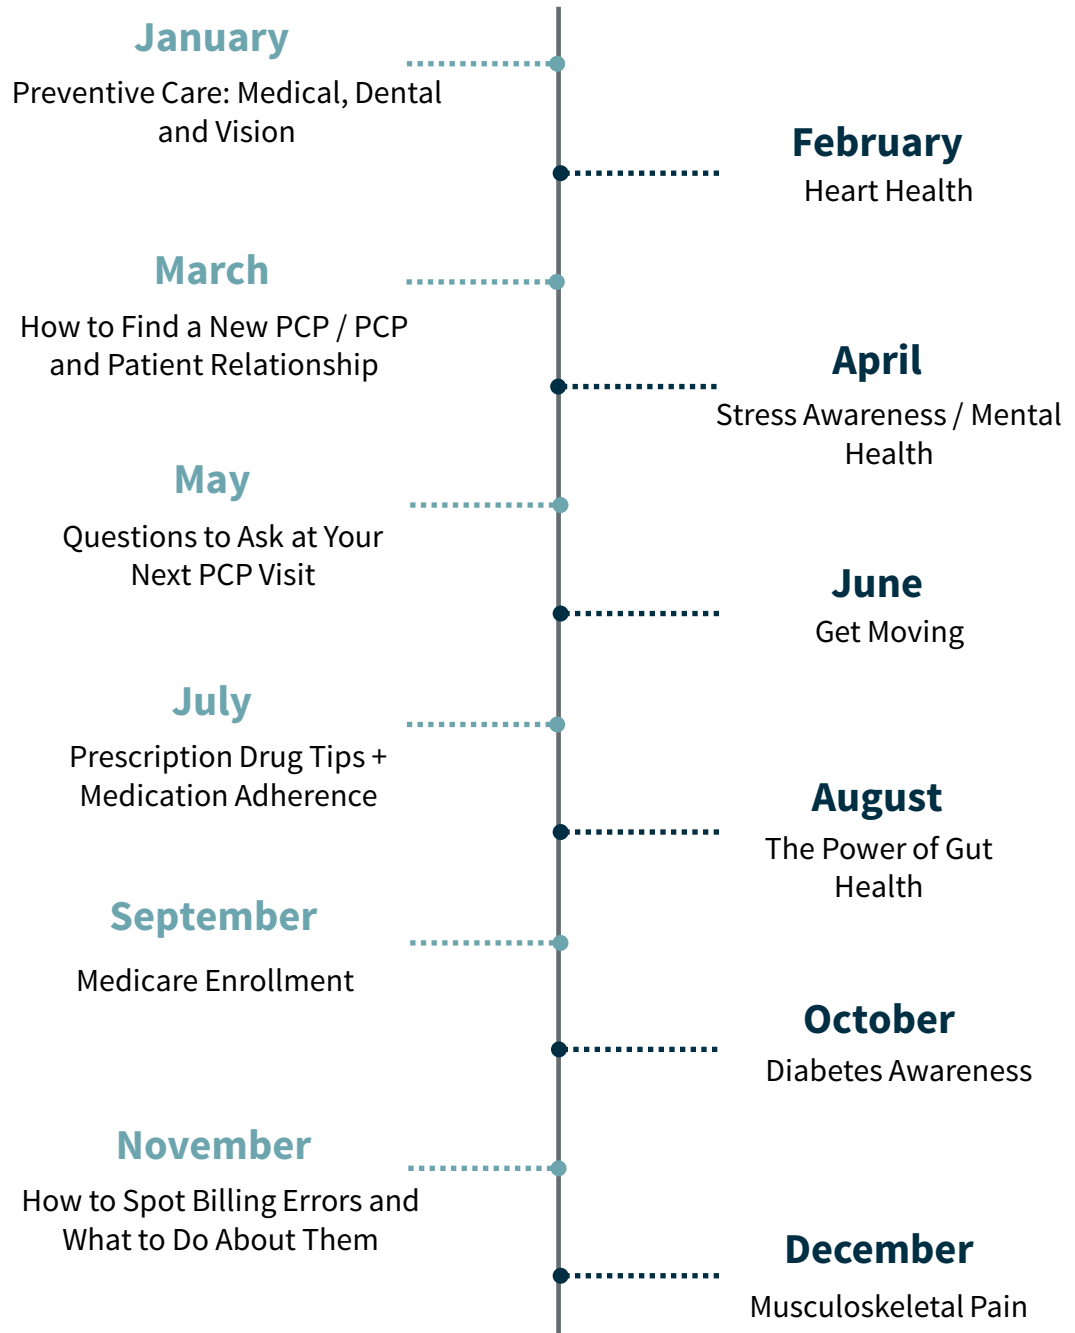 January
Preventive Care: Medical, Dental
and Vision
February
Heart Health
March
How to Find a New PCP / PCP
and Patient Relationship
April
Stress Awareness / Mental
Health
May
Questions to Ask at Your
Next PCP Visit
June
Get Moving
July
Prescription Drug Tips +
Medication Adherence
August
The Power of Gut
Health
September
Medicare Enrollment
October
Diabetes Awareness
November
How to Spot Billing Errors and
What to Do About Them
December
Musculoskeletal Pain